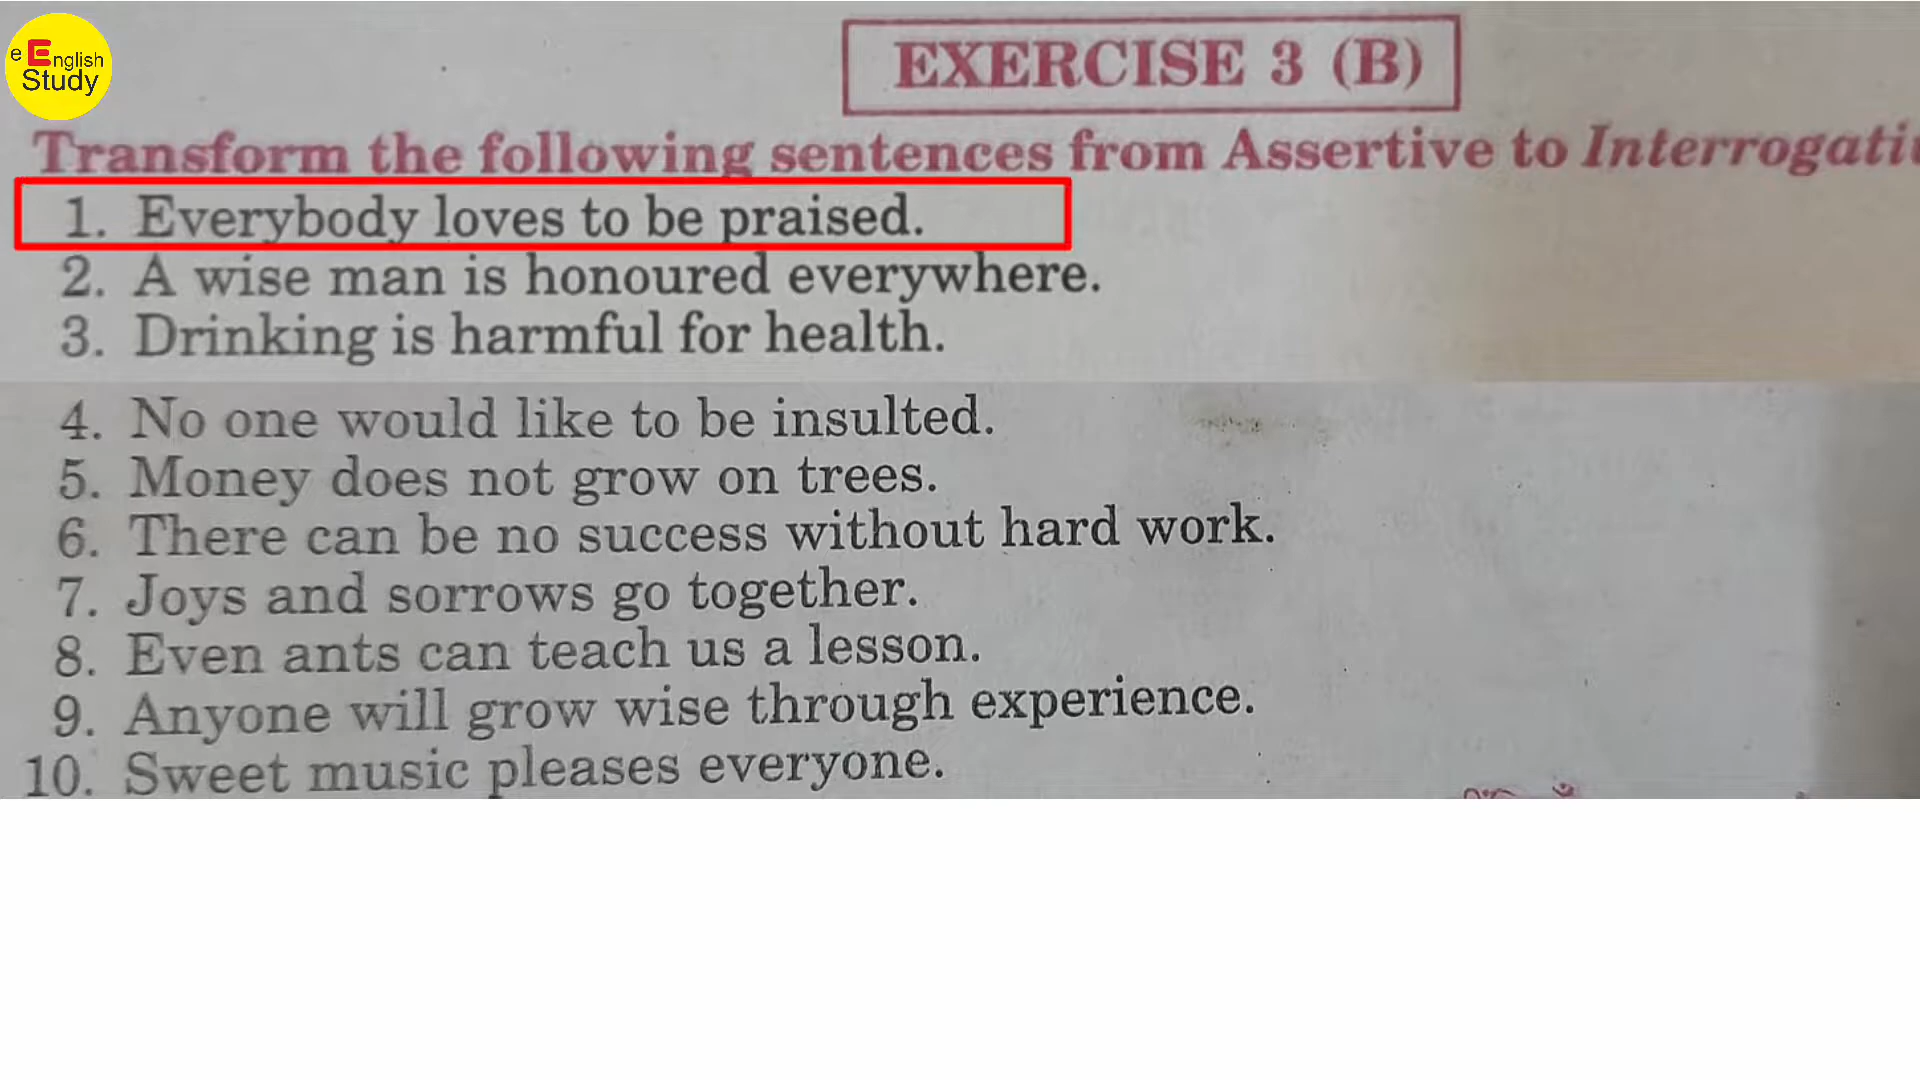 e English
Study
EXERCISE 3 (B)
Transform the following sentences from Assertive to
1. Everybody loves to be praised.
2. A wise man is honoured everywhere.
3. Drinking is harmful for health.
4. No one would like to be insulted.
5. Money does not grow on trees.
6. There can be no success without hard work.
7. Joys and sorrows go together.
8. Even ants can teach us a lesson.
9. Anyone will grow wise through experience.
10. Sweet music pleases everyone.